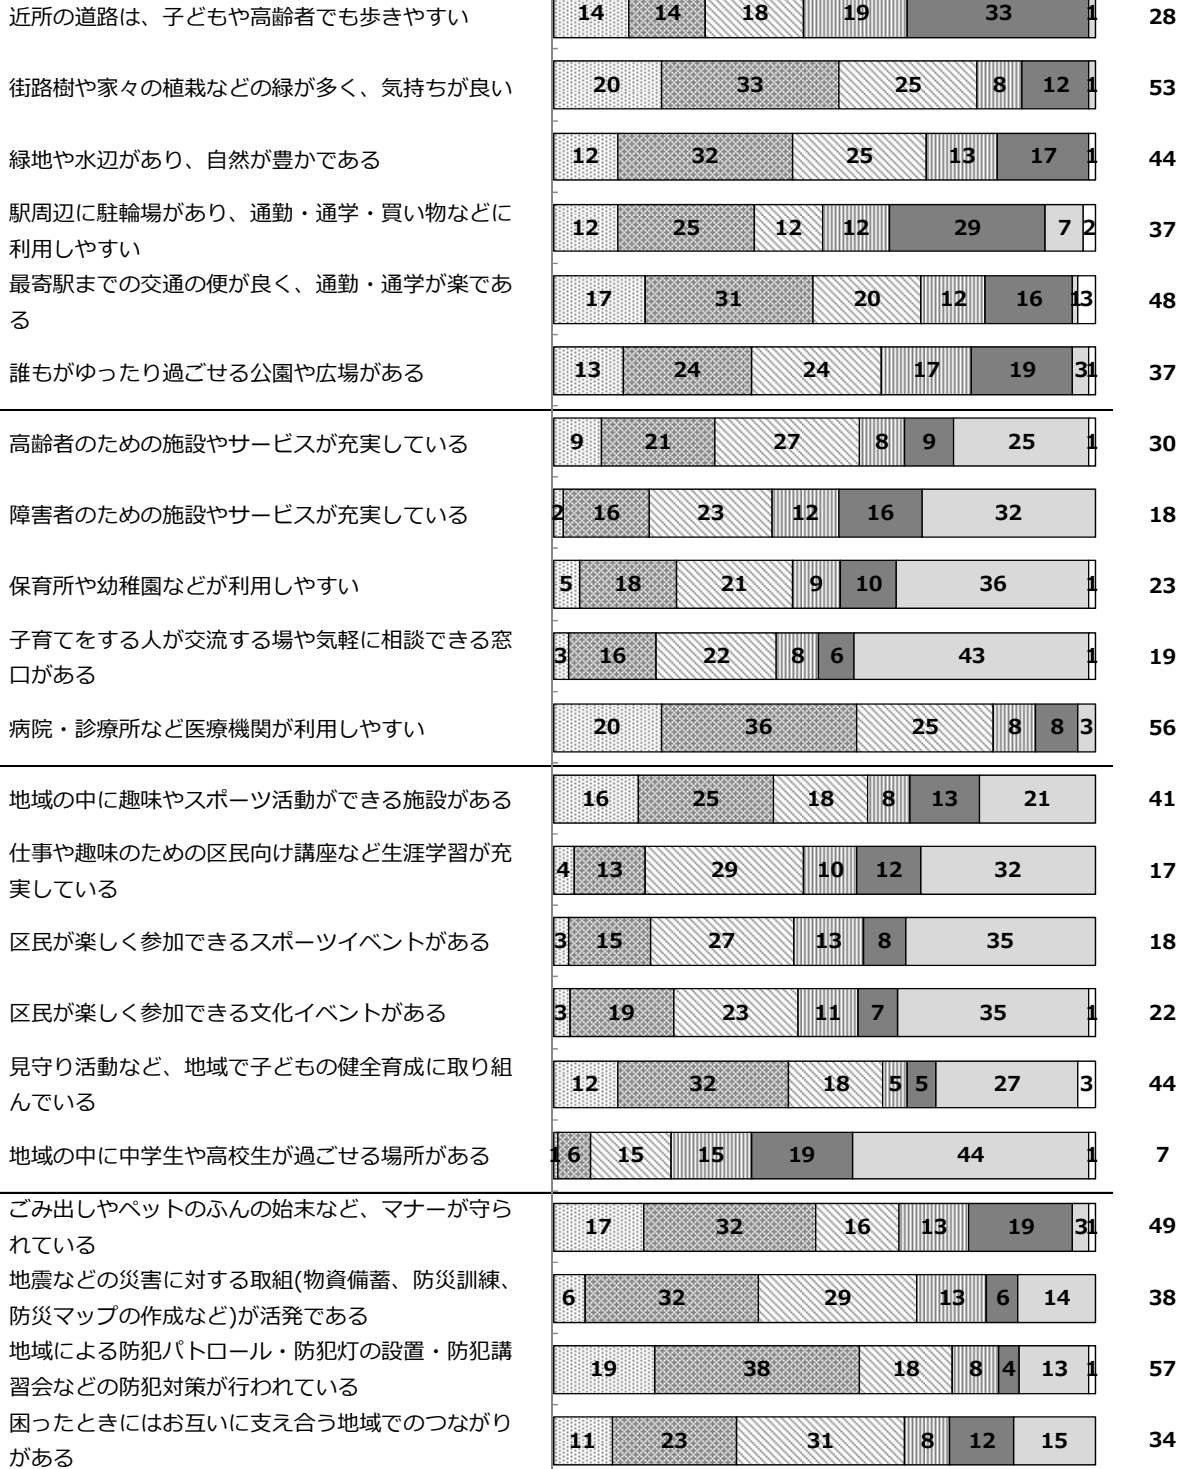 近所の道路は、子どもや高齢者でも歩きやすい 14 14 18 19 33 1 28
街路樹や家々の植栽などの緑が多く、気持ちが良い 20 33 25 8 12 1 53
緑地や水辺があり、自然が豊かである 12 32 25 13 17 1 44
駅周辺に駐輪場があり、通勤・通学・買い物などに
利用しやすい 12 25 12 12 29 7 2 37
最寄駅までの交通の便が良く、通勤・通学が楽であ
る 17 31 20 12 16 1 3 48
誰もがゆったり過ごせる公園や広場がある 13 24 24 17 19 3 1 37
高齢者のための施設やサービスが充実している 9 21 27 8 9 25 1 30
障害者のための施設やサービスが充実している 2 16 23 12 16 32 18
保育所や幼稚園などが利用しやすい 5 18 21 9 10 36 1 23
子育てをする人が交流する場や気軽に相談できる窓
口がある 3 16 22 8 6 43 1 19
病院・診療所など医療機関が利用しやすい 20 36 25 8 8 3 56
地域の中に趣味やスポーツ活動ができる施設がある 16 25 18 8 13 21 41
仕事や趣味のための区民向け講座など生涯学習が充
実している 4 13 29 10 12 32 17
区民が楽しく参加できるスポーツイベントがある 3 15 27 13 8 35 18
区民が楽しく参加できる文化イベントがある 3 19 23 11 7 35 1 22
見守り活動など、地域で子どもの健全育成に取り組
んでいる 12 32 18 5 5 27 3 44
地域の中に中学生や高校生が過ごせる場所がある 1 6 15 15 19 44 1 7
ごみ出しやペットのふんの始末など、マナーが守ら
れている 17 32 16 13 19 3 1 49
地震などの災害に対する取組(物資備蓄、防災訓練、
防災マップの作成など)が活発である 6 32 29 13 6 14 38
地域による防犯パトロール・防犯灯の設置・防犯講
習会などの防犯対策が行われている 19 38 18 8 4 13 1 57
困ったときにはお互いに支え合う地域でのつながり
がある 11 23 31 8 12 15 34